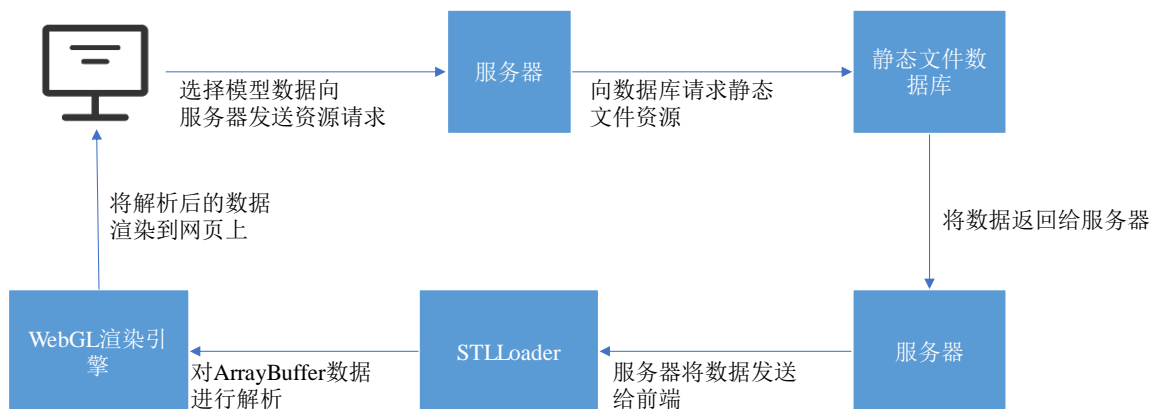 服务器
静态文件数
据库
选择模型数据向
服务器发送资源请求
向数据库请求静态
文件资源
将解析后的数据
渲染到网页上
将数据返回给服务器
WebGL渲染引
擎
STLLoader
服务器
对ArrayBuffer数据
进行解析
服务器将数据发送
给前端